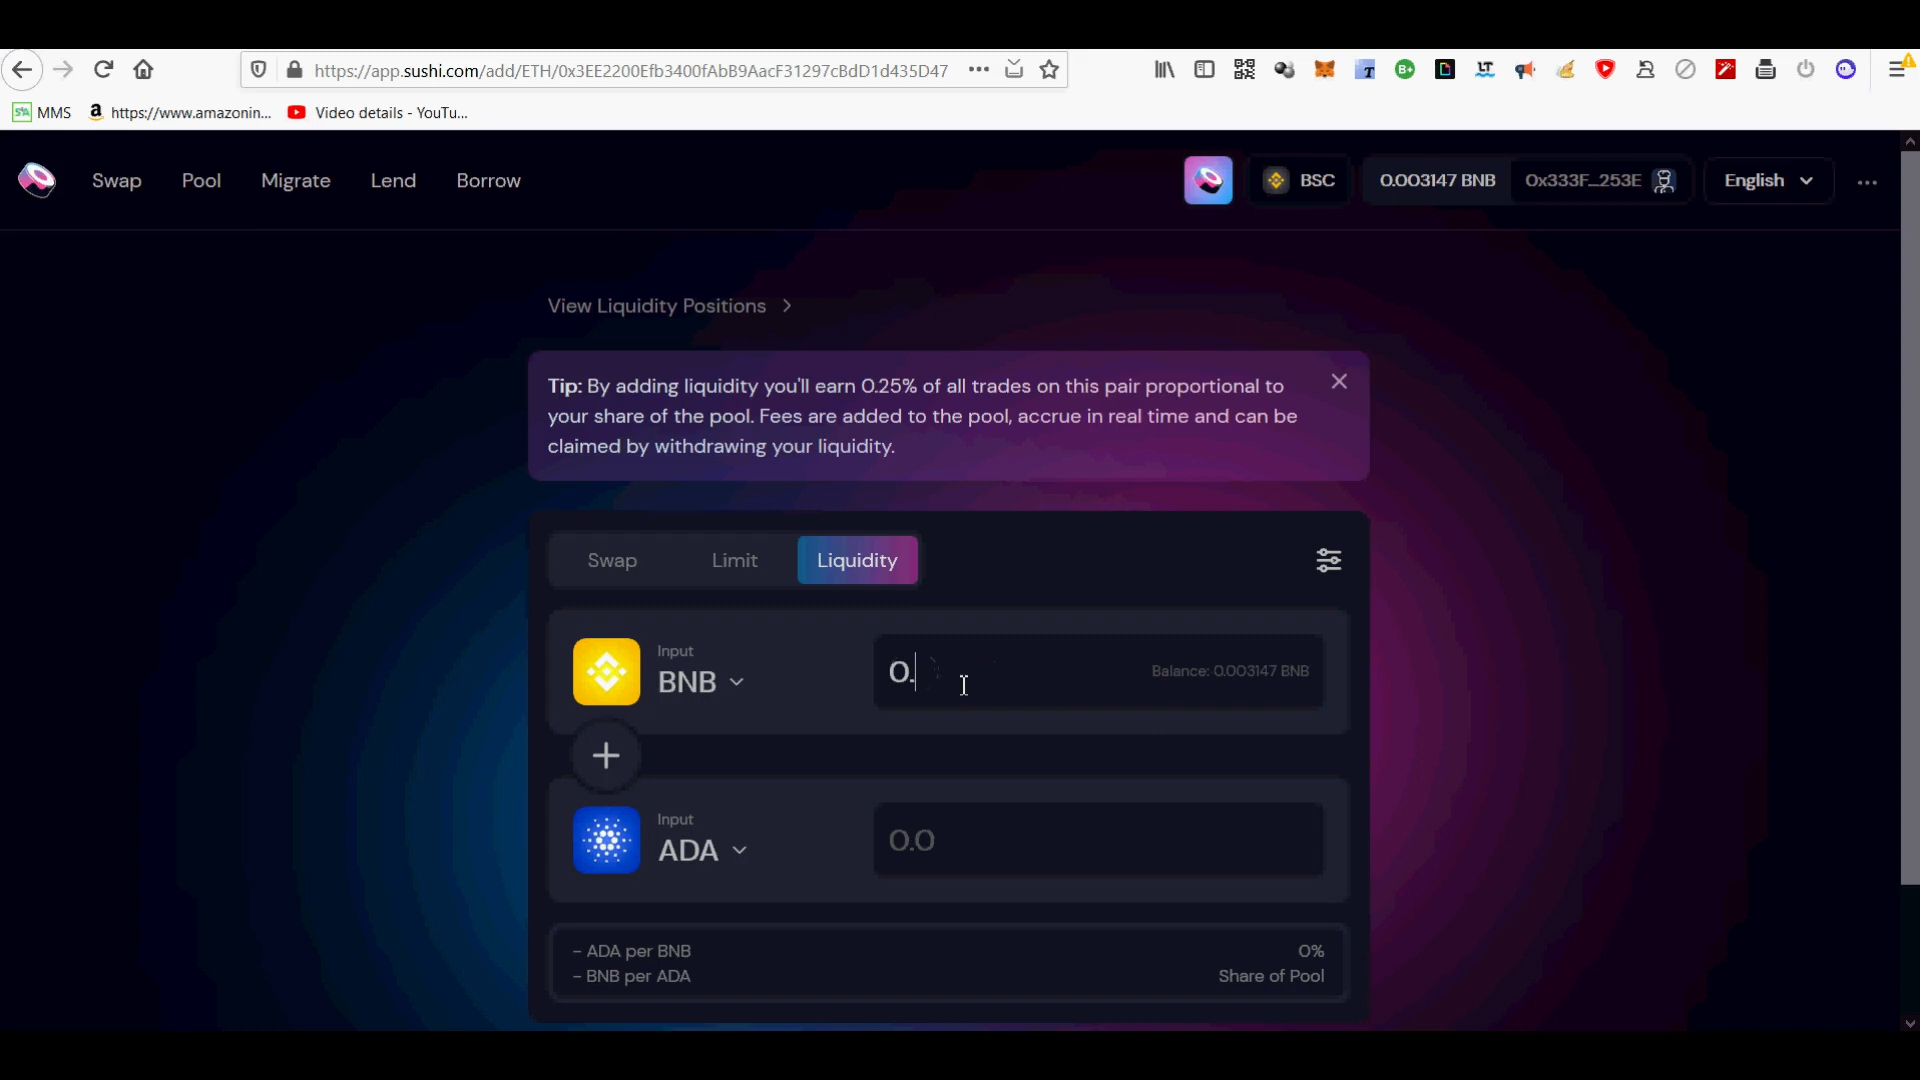 https://app.sushi.com/add/ETH/0x3EE2200Efb3400fAbB9AacF31297cBdD1d435D47
MMS https://www.amazonin... Video details - YouTu...
Swap Pool Migrate Lend Borrow BSC 0.003147 BNB 0x333F_253E English
View Liquidity Positions
Tip: By adding liquidity you'll earn 0.25% of all trades on this pair proportional to
your share of the pool. Fees are added to the pool, accrue in real time and can be
claimed by withdrawing your liquidity.
Swap Limit Liquidity
Input
BNB 0. Balance: 0.003147 BNB
Input
ADA 0.0
- ADA per BNB 0%
- BNB per ADA Share of Pool